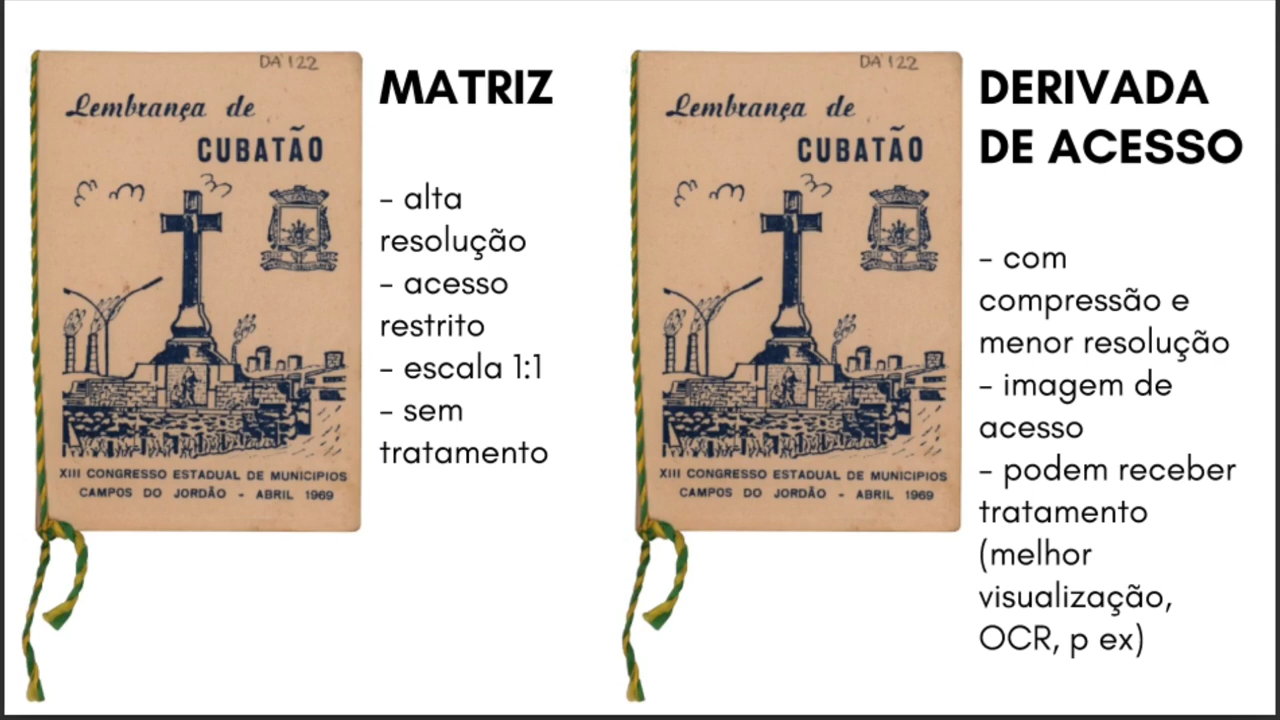 DA 122
Lembrança de
CUBATÃO
XIII CONGRESSO ESTADUAL DE MUNICIPIOS
CAMPOS DO JORDÃO - ABRIL 1969
MATRIZ
- alta
resolução
- acesso
restrito
- escala 1:1
- sem
tratamento
DA 122
Lembrança de
CUBATÃO
XIII CONGRESSO ESTADUAL DE MUNICIPIOS
CAMPOS DO JORDÃO - ABRIL 1969
DERIVADA
DE ACESSO
- com
compressão e
menor resolução
- imagem de
acesso
- podem receber
tratamento
(melhor
visualização,
OCR, p ex)